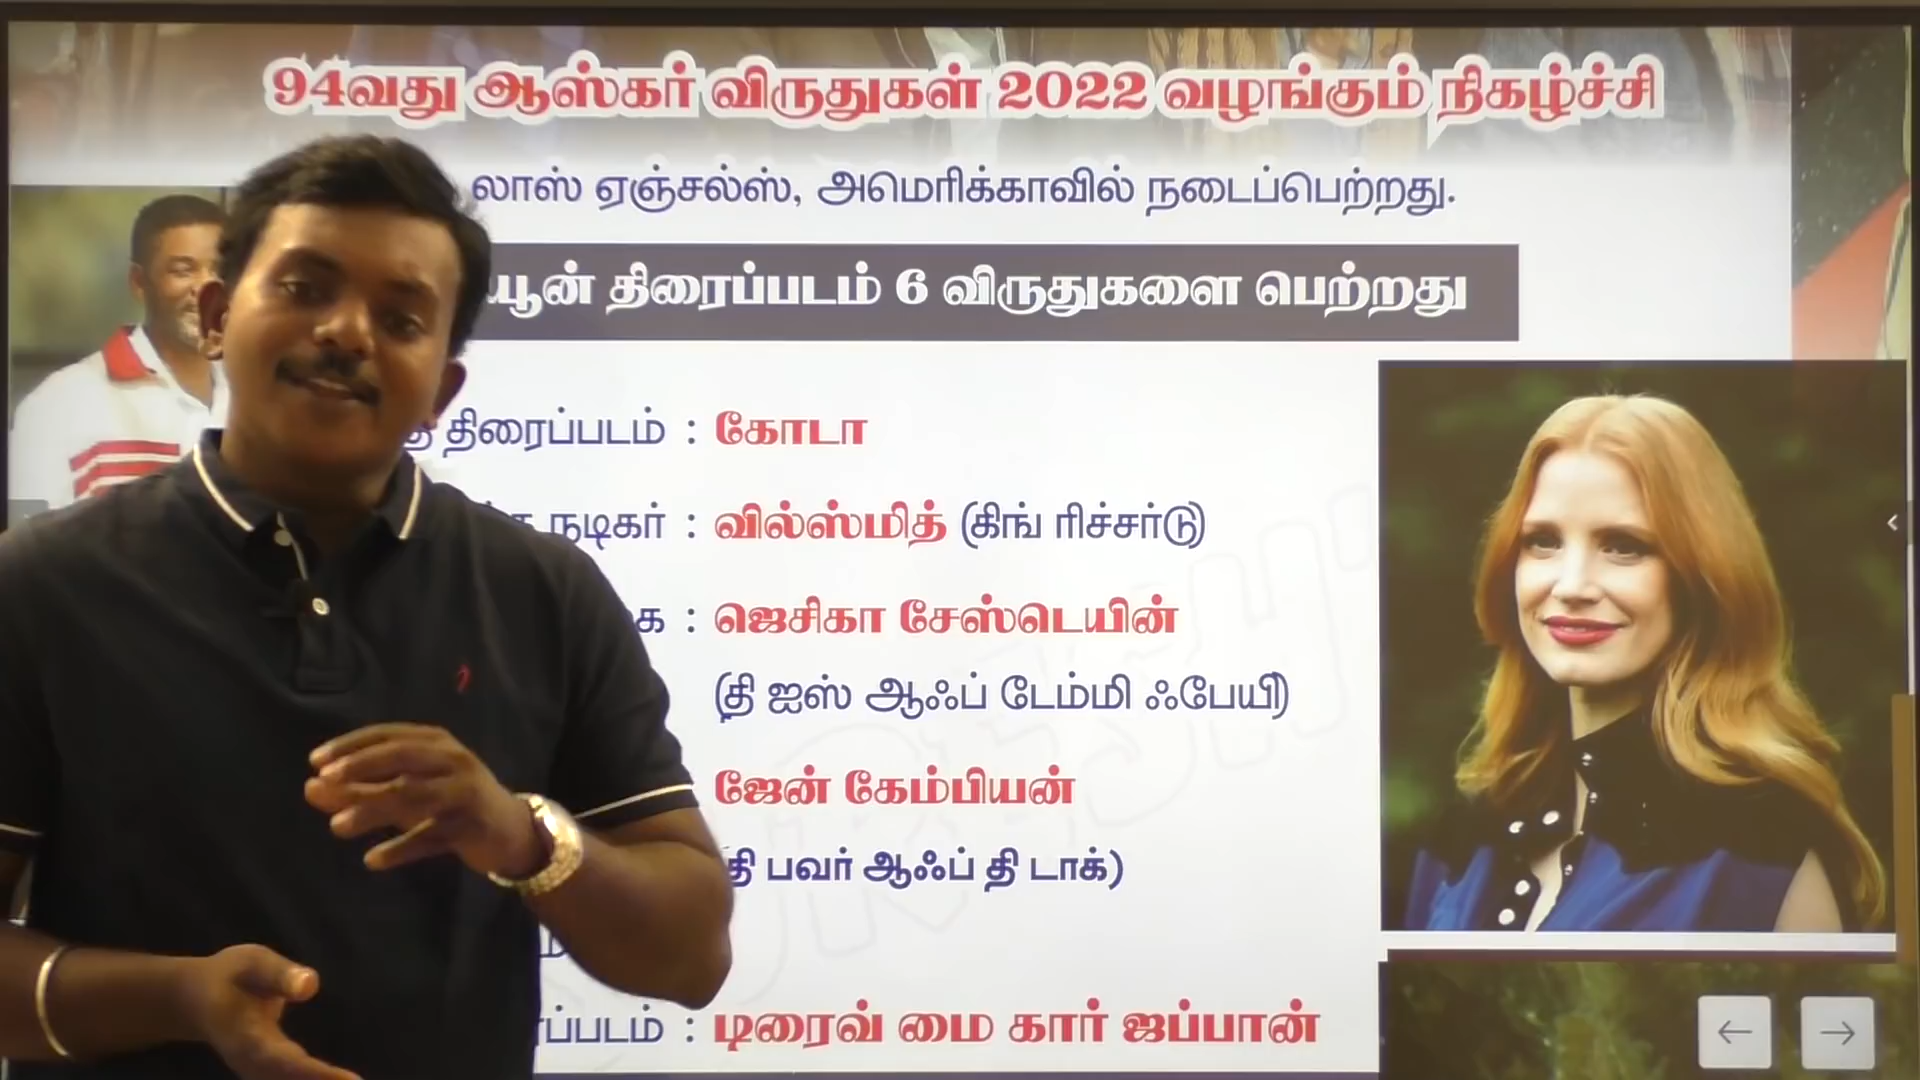 94வது ஆஸ்கர் விருதுகள் 2022 வழங்கும் நிகழ்ச்சி
லாஸ் ஏஞ்சல்ஸ், அமெரிக்காவில் நடைப்பெற்றது.
திரைப்படம் 6 விருதுகளை பெற்றது
திரைப்படம் : கோடா
நடிகர் : வில்ஸ்மித் (கிங் ரிச்சர்டு)
: ஜெசிகா சேஸ்டெயின்
(தி ஐஸ் ஆஃப் டேம்மி ஃபேயி)
ஜேன் கேம்பியன்
தி பவர் ஆஃப் தி டாக்)
: டிரைவ் மை கார் ஜப்பான்